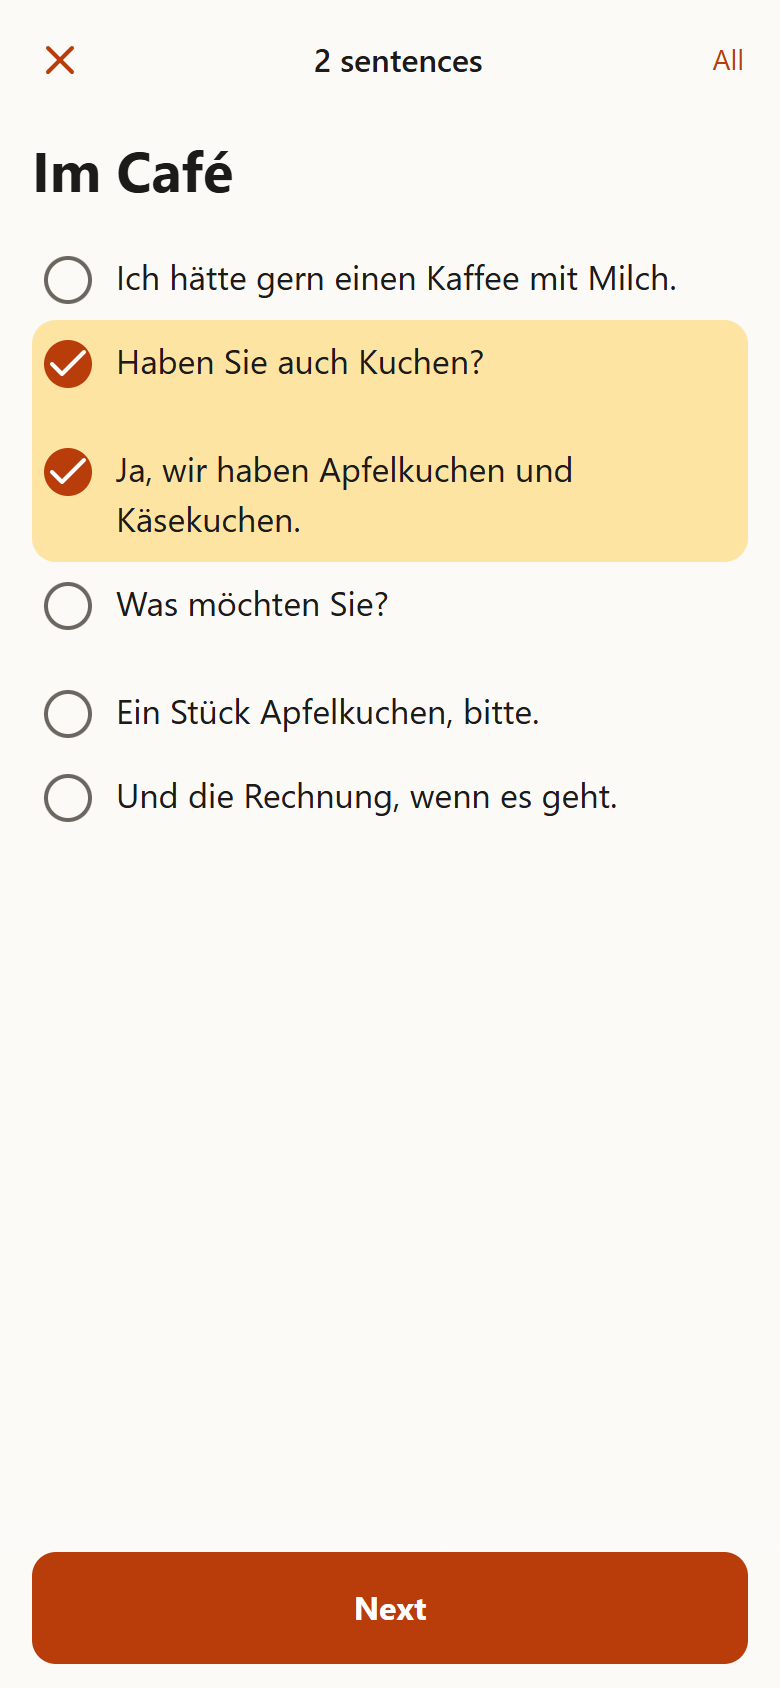 2 sentences
All
Im Café
Ich hätte gern einen Kaffee mit Milch.
Haben Sie auch Kuchen?
Ja, wir haben Apfelkuchen und
Käsekuchen.
Was möchten Sie?
Ein Stück Apfelkuchen, bitte.
Und die Rechnung, wenn es geht.
Next